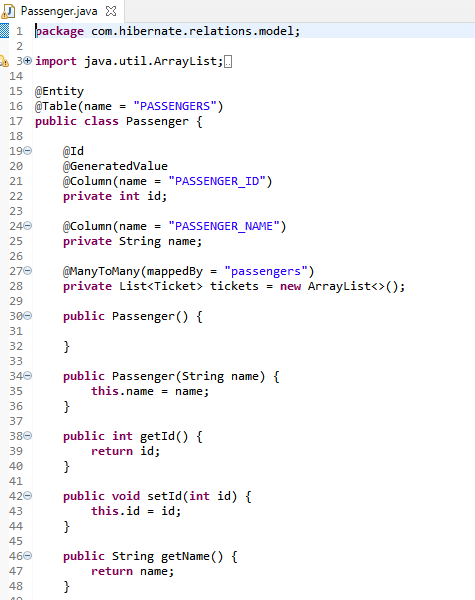 Passenger.java
1 package com.hibernate.relations.model;
2
3 import java.util.ArrayList;
14
15 @Entity
16 @Table(name = "PASSENGERS")
17 public class Passenger {
18
19 @Id
20 @GeneratedValue
21 @Column(name = "PASSENGER_ID")
22 private int id;
23
24 @Column(name = "PASSENGER_NAME")
25 private String name;
26
27 @ManyToMany(mappedBy = "passengers")
28 private List<Ticket> tickets = new ArrayList<>();
29
30 public Passenger() {
31
32 }
33
34 public Passenger(String name) {
35 this.name = name;
36 }
37
38 public int getId() {
39 return id;
40 }
41
42 public void setId(int id) {
43 this.id = id;
44 }
45
46 public String getName() {
47 return name;
48 }